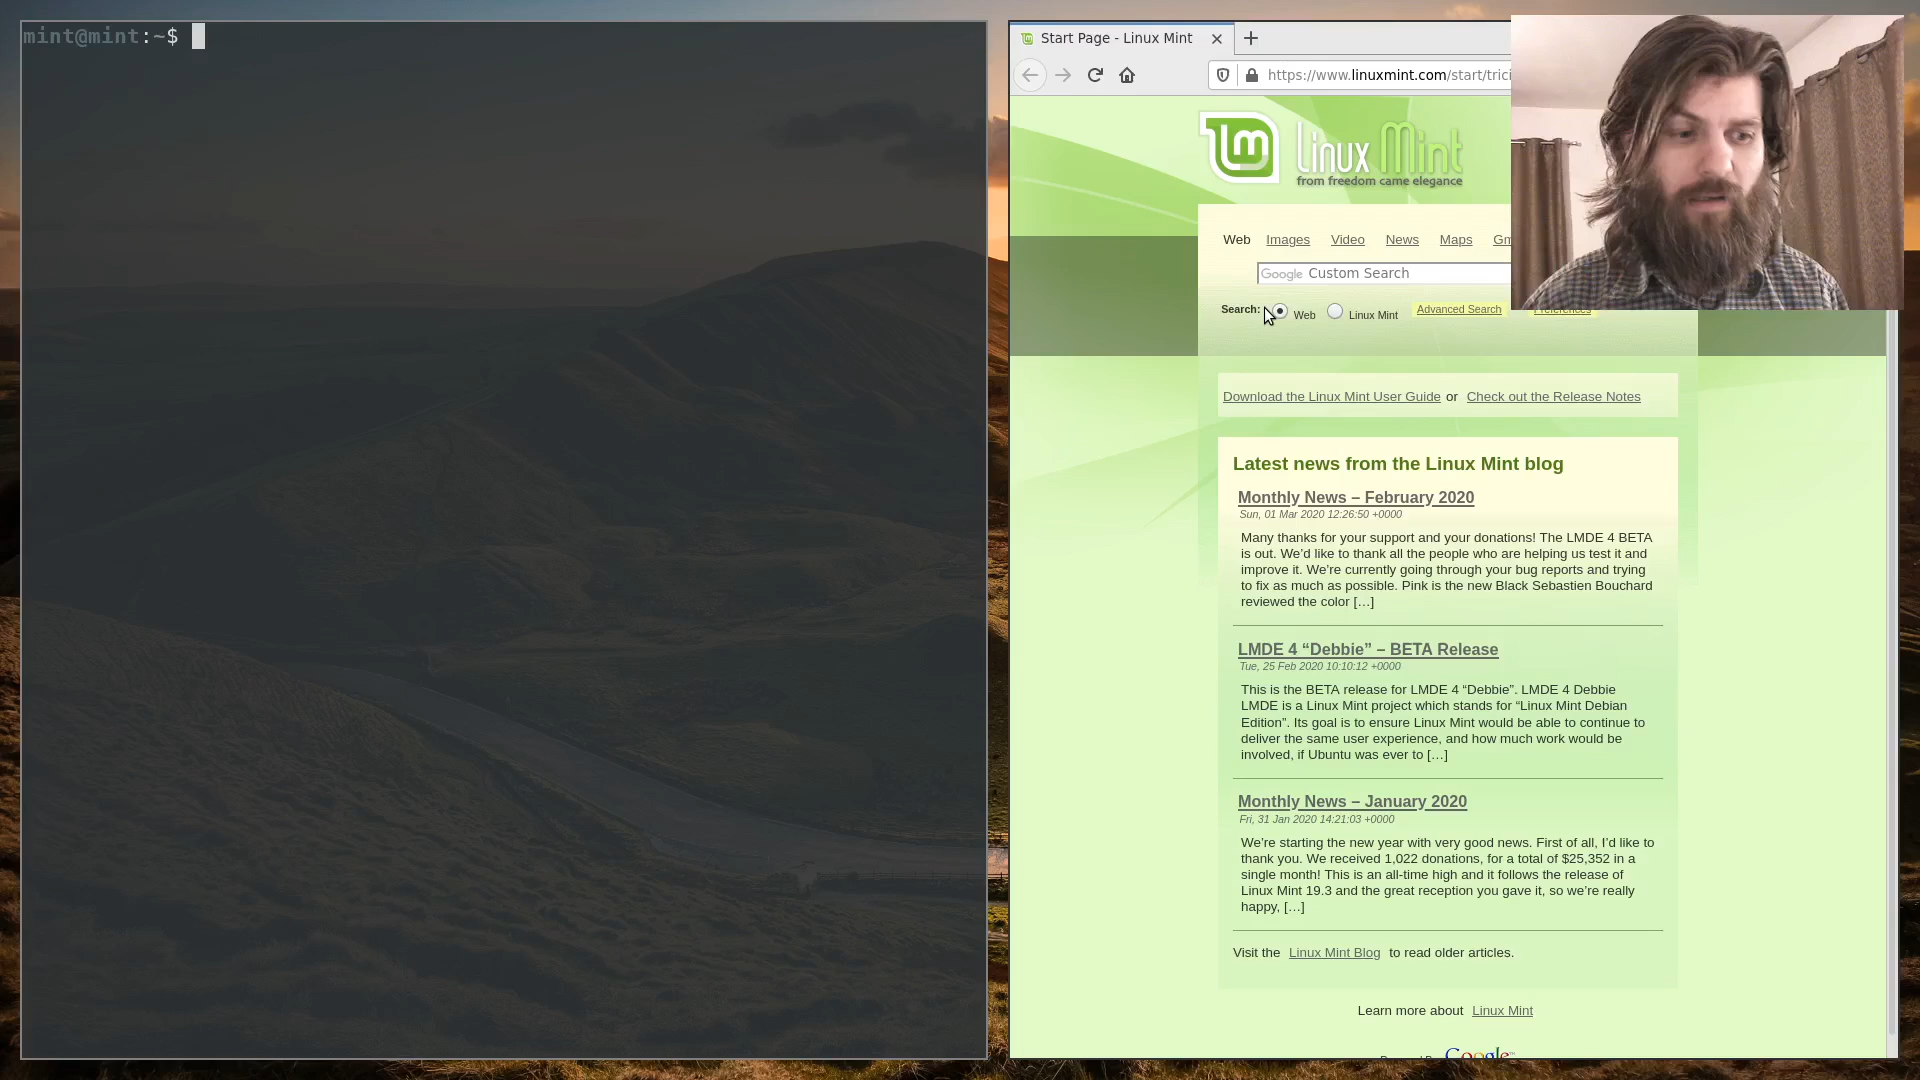 mint@mint:~$
Start Page - Linux Mint
https://www.linuxmint.com/start/trici
Linux Mint
from freedom came elegance
Web Images Video News Maps Gm
Google Custom Search
Search: Web Linux Mint Advanced Search Preferences
Download the Linux Mint User Guide or Check out the Release Notes
Latest news from the Linux Mint blog
Monthly News – February 2020
Sun, 01 Mar 2020 12:26:50 +0000
Many thanks for your support and your donations! The LMDE 4 BETA
is out. We’d like to thank all the people who are helping us test it and
improve it. We’re currently going through your bug reports and trying
to fix as much as possible. Pink is the new Black Sebastien Bouchard
reviewed the color […]
LMDE 4 “Debbie” – BETA Release
Tue, 25 Feb 2020 10:10:12 +0000
This is the BETA release for LMDE 4 “Debbie”. LMDE 4 Debbie
LMDE is a Linux Mint project which stands for “Linux Mint Debian
Edition”. Its goal is to ensure Linux Mint would be able to continue to
deliver the same user experience, and how much work would be
involved, if Ubuntu was ever to […]
Monthly News – January 2020
Fri, 31 Jan 2020 14:21:03 +0000
We’re starting the new year with very good news. First of all, I’d like to
thank you. We received 1,022 donations, for a total of $25,352 in a
single month! This is an all-time high and it follows the release of
Linux Mint 19.3 and the great reception you gave it, so we’re really
happy, […]
Visit the Linux Mint Blog to read older articles.
Learn more about Linux Mint
Google